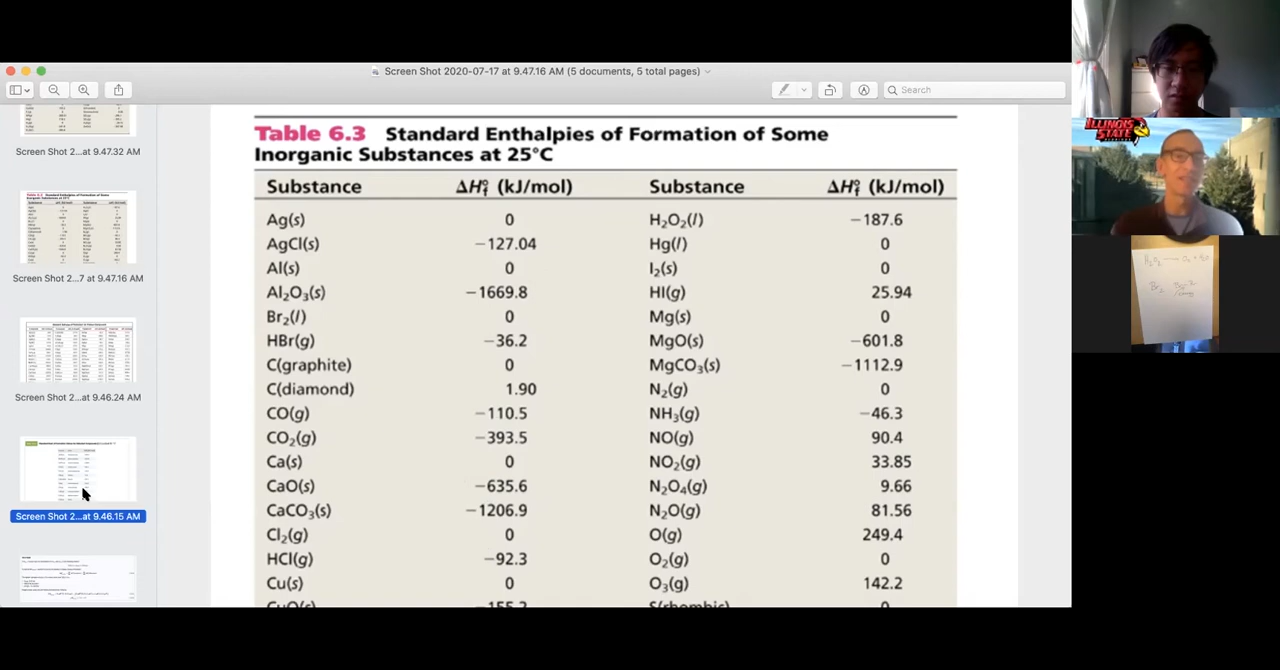 Screen Shot 2020-07-17 at 9.47.16 AM (5 documents, 5 total pages)
Search
Screen Shot 2...at 9.47.32 AM
Screen Shot 2...7 at 9.47.16 AM
Screen Shot 2...at 9.46.24 AM
Screen Shot 2...at 9.46.15 AM
Table 6.3 Standard Enthalpies of Formation of Some
Inorganic Substances at 25°C
Substance ΔH°f (kJ/mol) Substance ΔH°f (kJ/mol)
Ag(s) 0 H₂O₂(l) −187.6
AgCl(s) −127.04 Hg(l) 0
Al(s) 0 I₂(s) 0
Al₂O₃(s) −1669.8 HI(g) 25.94
Br₂(l) 0 Mg(s) 0
HBr(g) −36.2 MgO(s) −601.8
C(graphite) 0 MgCO₃(s) −1112.9
C(diamond) 1.90 N₂(g) 0
CO(g) −110.5 NH₃(g) −46.3
CO₂(g) −393.5 NO(g) 90.4
Ca(s) 0 NO₂(g) 33.85
CaO(s) −635.6 N₂O₄(g) 9.66
CaCO₃(s) −1206.9 N₂O(g) 81.56
Cl₂(g) 0 O(g) 249.4
HCl(g) −92.3 O₂(g) 0
Cu(s) 0 O₃(g) 142.2
CuO(s) −155.2 S(rhombic) 0
ILLINOIS
STATE